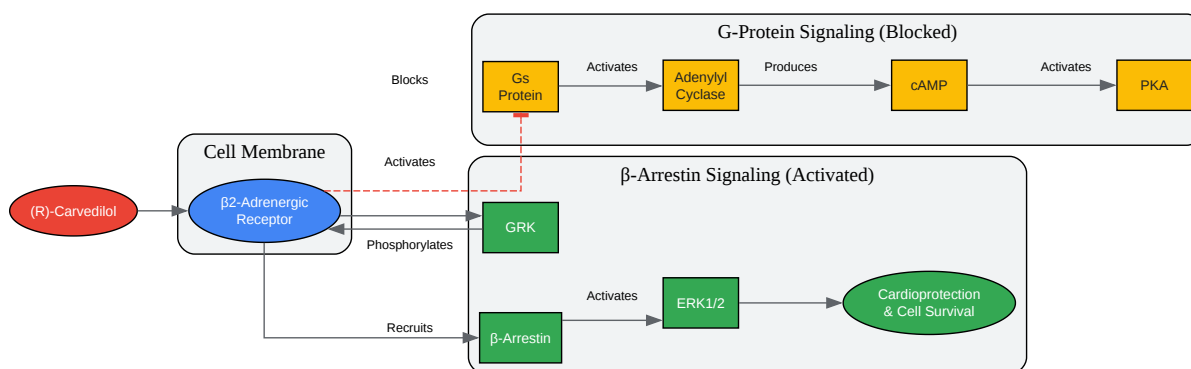 G-Protein Signaling (Blocked)
Blocks
Gs
Protein
Activates
Adenylyl
Cyclase
Produces
cAMP
Activates
PKA
Cell Membrane
Activates
β-Arrestin Signaling (Activated)
(R)-Carvedilol
β2-Adrenergic
Receptor
GRK
Phosphorylates
Recruits
β-Arrestin
Activates
ERK1/2
Cardioprotection
& Cell Survival